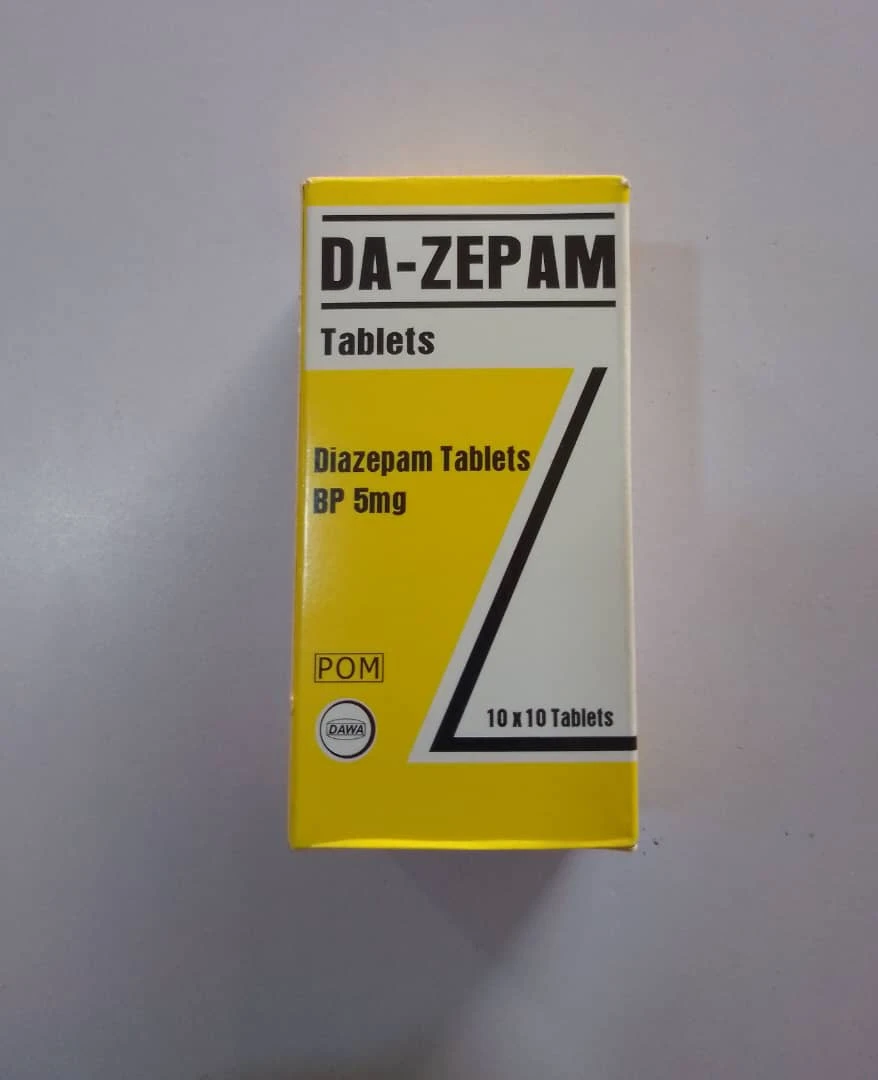 DA-ZEPAM
Tablets
Diazepam Tablets
BP 5mg
POM
DAWA
10 x 10 Tablets